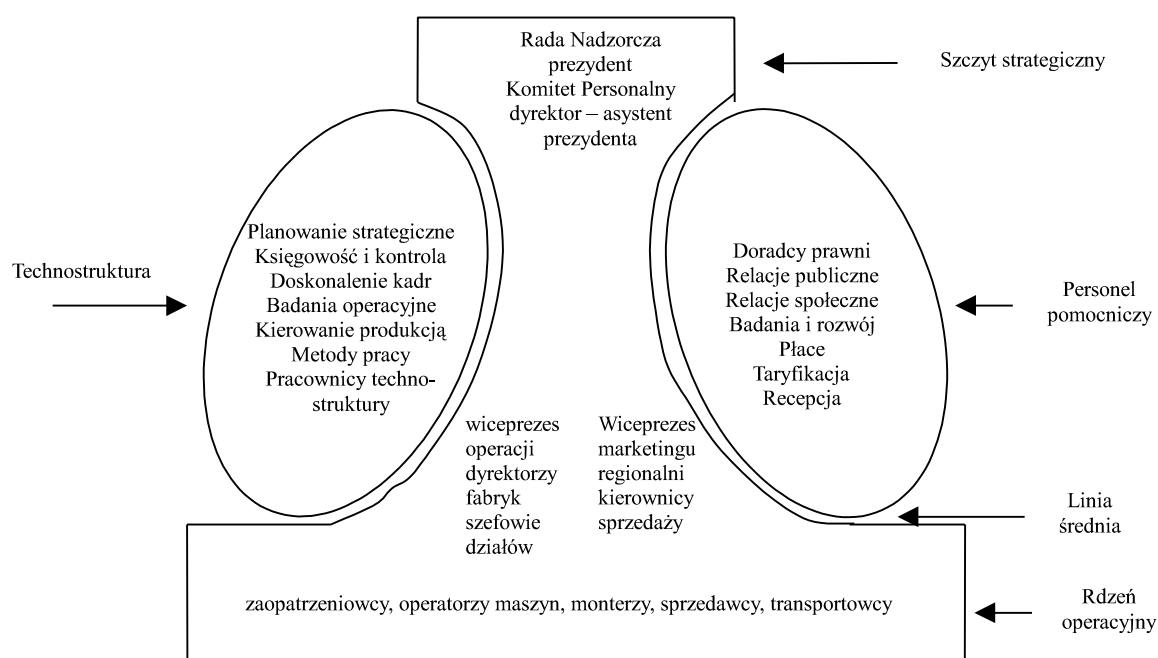 Rada Nadzorcza
prezydent
Komitet Personalny
dyrektor – asystent
prezydenta
Szczyt strategiczny
Technostruktura
Planowanie strategiczne
Księgowość i kontrola
Doskonalenie kadr
Badania operacyjne
Kierowanie produkcją
Metody pracy
Pracownicy techno-
struktury
Doradcy prawni
Relacje publiczne
Relacje społeczne
Badania i rozwój
Płace
Taryfikacja
Recepcja
Personel
pomocniczy
wiceprezes
operacji
dyrektorzy
fabryk
szefowie
działów
Wiceprezes
marketingu
regionalni
kierownicy
sprzedaży
Linia
średnia
zaopatrzeniowcy, operatorzy maszyn, monterzy, sprzedawcy, transportowcy
Rdzeń
operacyjny